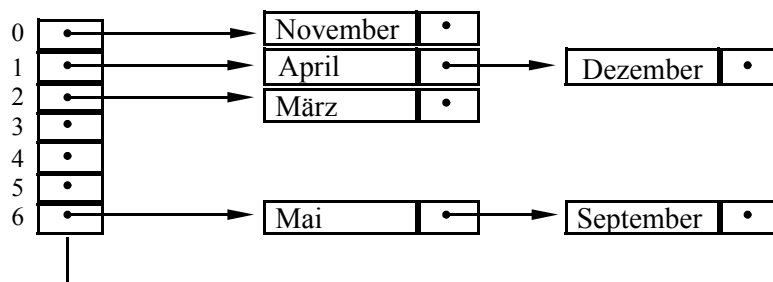 0 November
1 April Dezember
2 März
3
4
5
6 Mai September